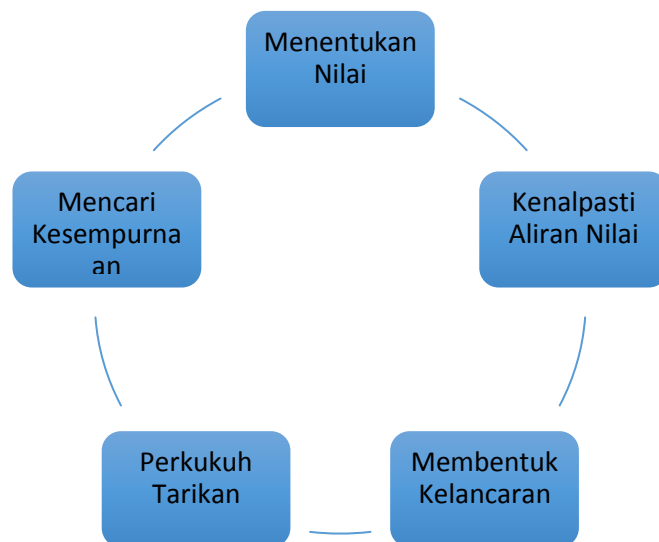 Menentukan
Nilai
Kenalpasti
Aliran Nilai
Membentuk
Kelancaran
Perkukuh
Tarikan
Mencari
Kesempurna
an